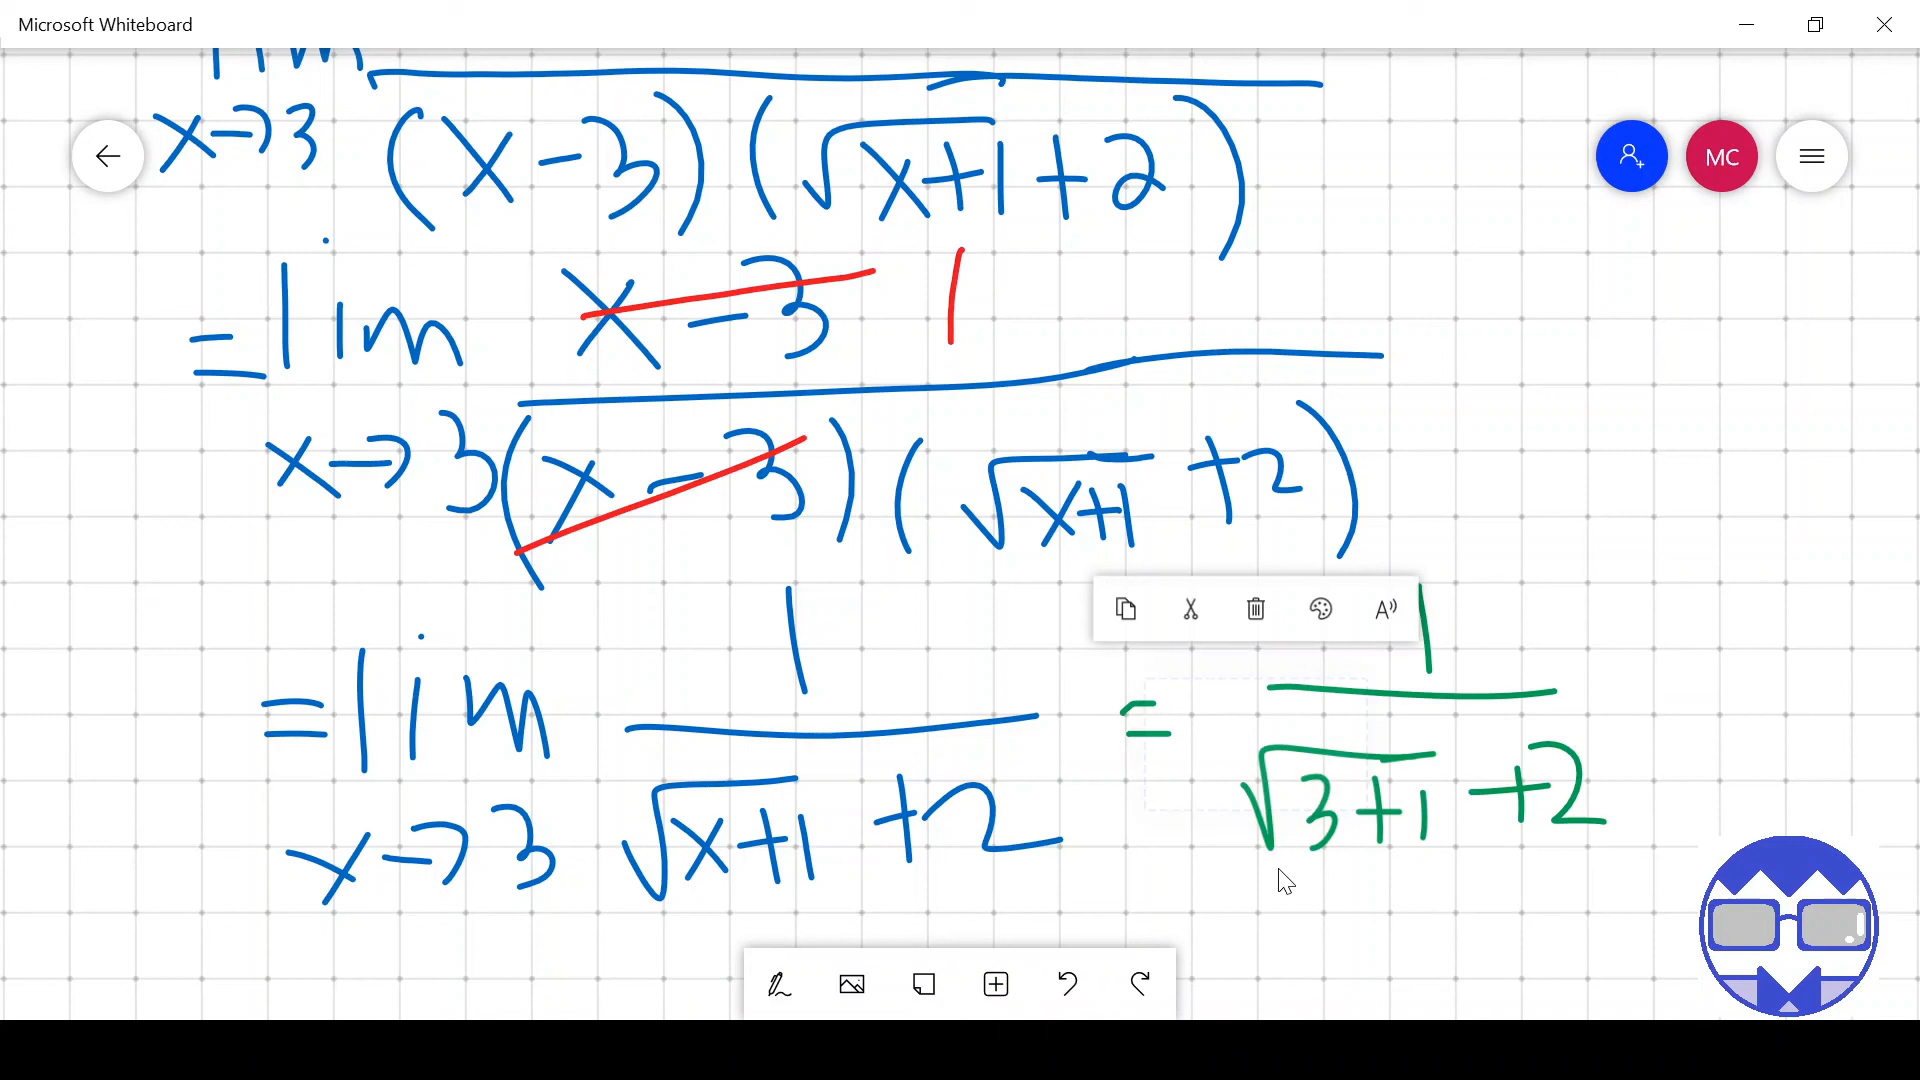 Microsoft Whiteboard
lim
x→3 (x-3)(√x+1+2)
MC
=lim x-3 1
x→3 (x-3)(√x+1 +2)
=lim 1 = 1
x→3 √x+1 +2 √3+1 +2